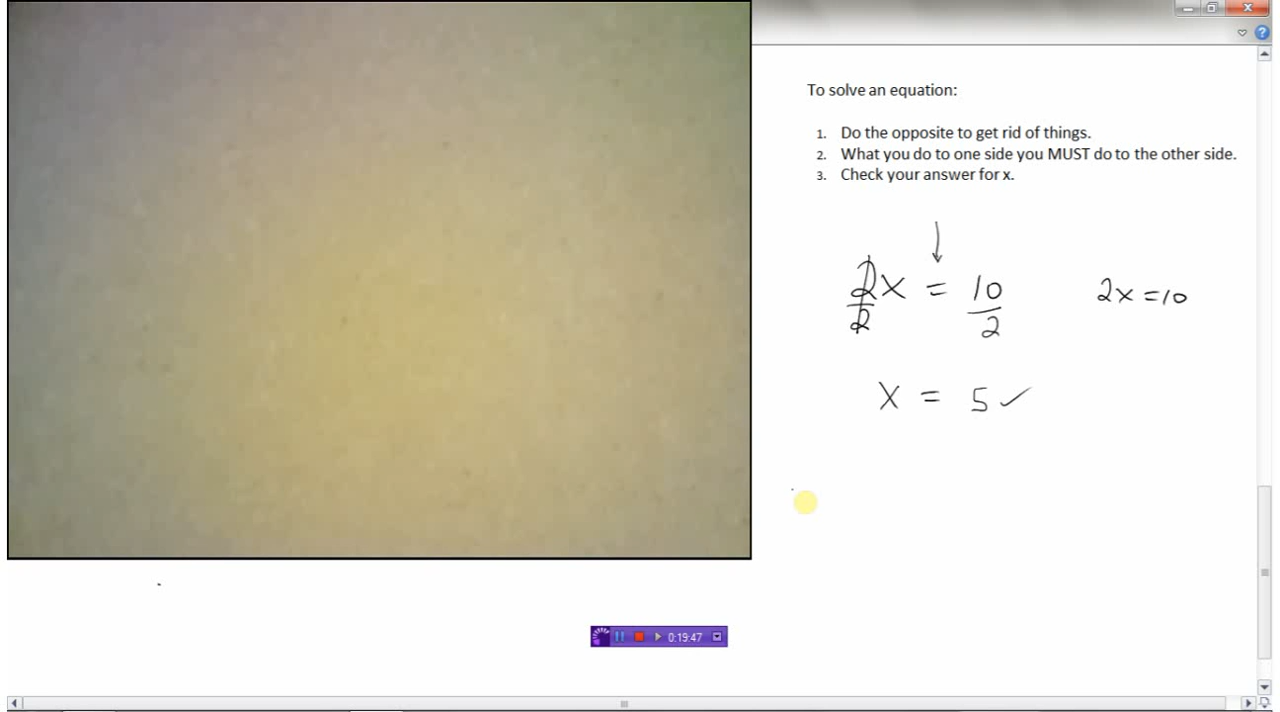 To solve an equation:
1. Do the opposite to get rid of things.
2. What you do to one side you MUST do to the other side.
3. Check your answer for x.
2x = 10
2 2
2x = 10
x = 5 ✓
0:19:47